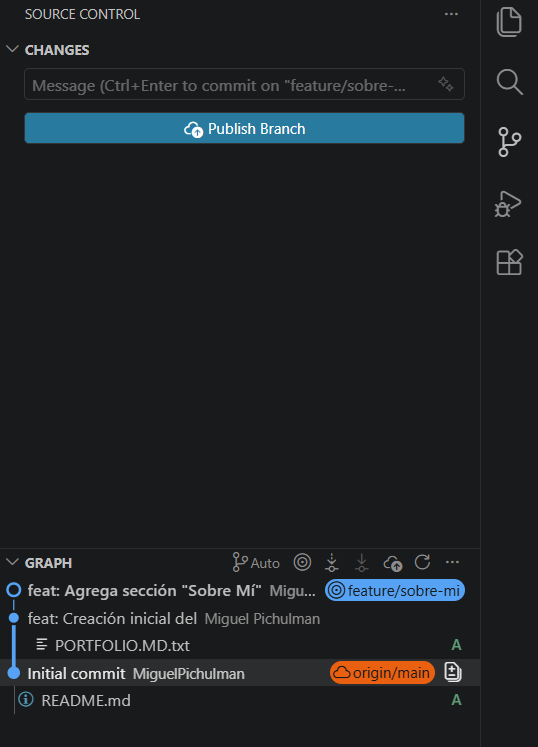 SOURCE CONTROL
CHANGES
Message (Ctrl+Enter to commit on "feature/sobre-...
Publish Branch
GRAPH
Auto
feat: Agrega sección "Sobre Mí" Migu... feature/sobre-mi
feat: Creación inicial del Miguel Pichulman
PORTFOLIO.MD.txt A
Initial commit MiguelPichulman origin/main
README.md A